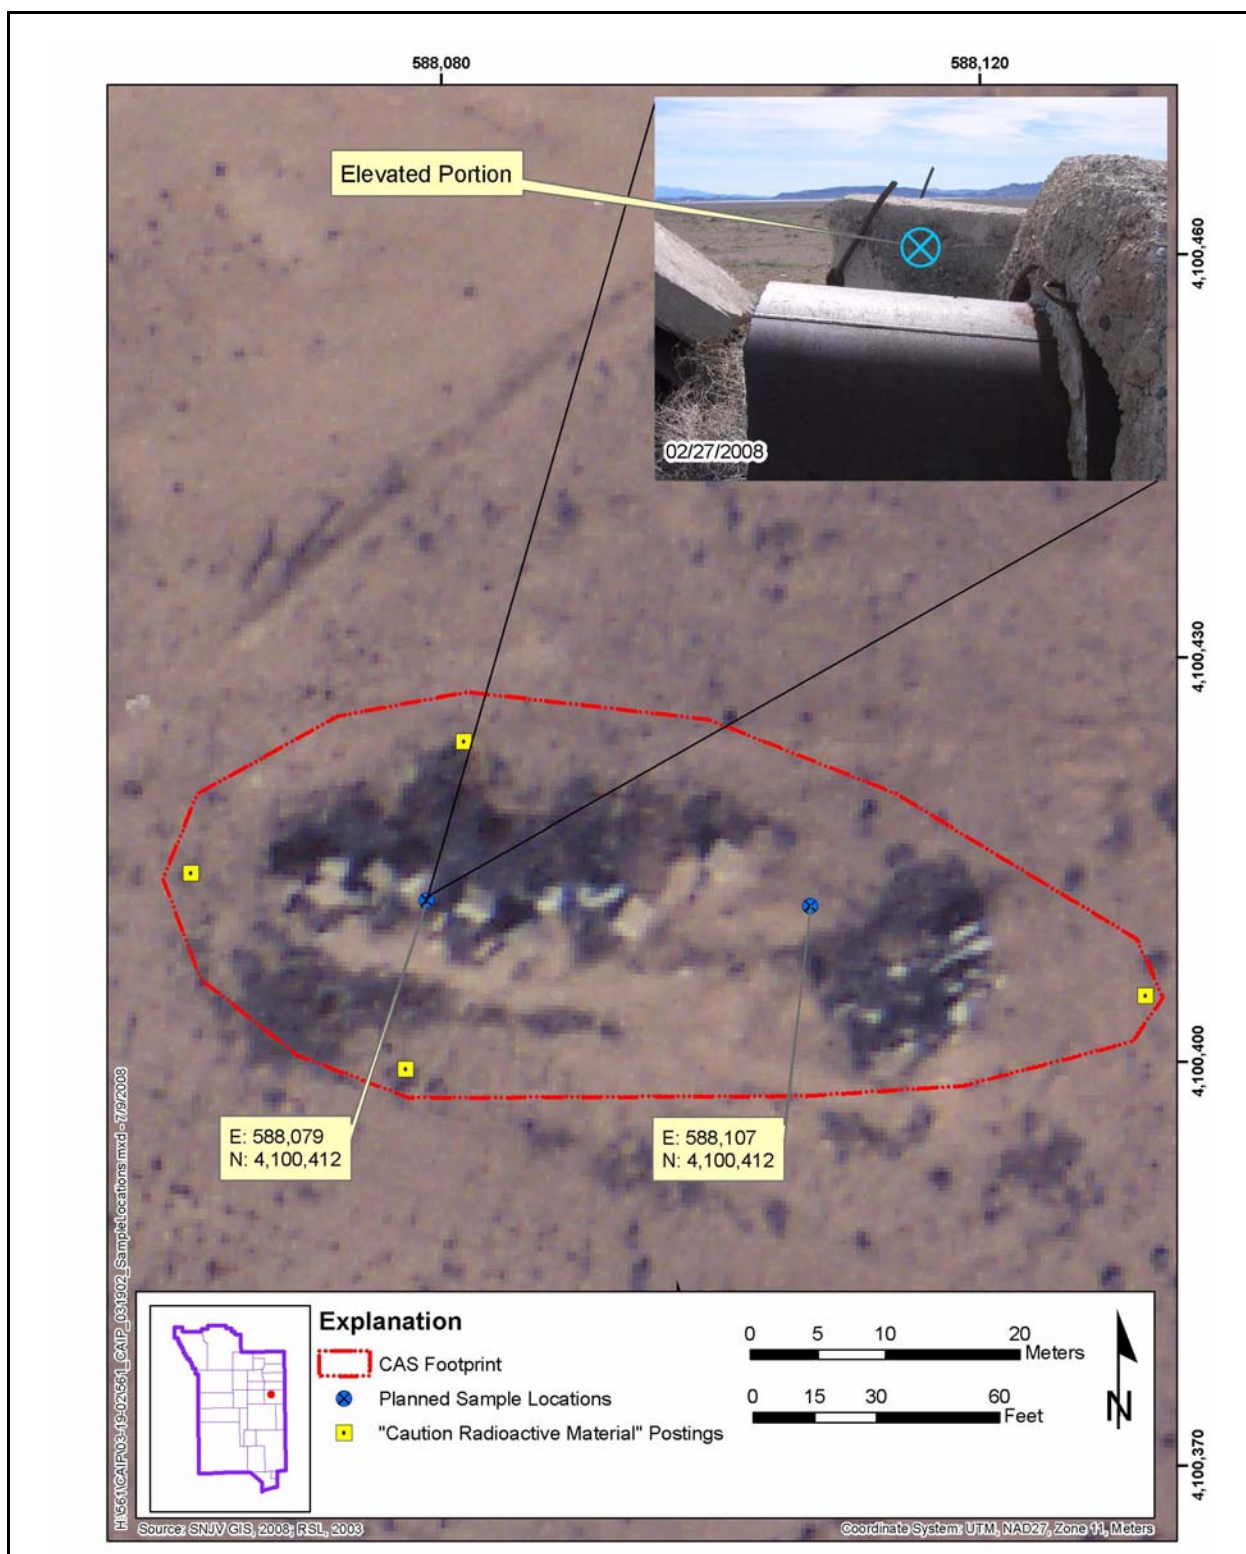 588,080
588,120
Elevated Portion
4,100,460
02/27/2008
4,100,430
4,100,400
E: 588,079
N: 4,100,412
E: 588,107
N: 4,100,412
H:\561\CAIP\03-19-02\561_CAIP_031902_SampleLocations.mxd - 7/9/2008
Explanation
CAS Footprint
Planned Sample Locations
"Caution Radioactive Material" Postings
0 5 10 20
Meters
0 15 30 60
Feet
N
4,100,370
Source: SNJV GIS, 2008; RSL, 2003
Coordinate System: UTM, NAD27, Zone 11, Meters